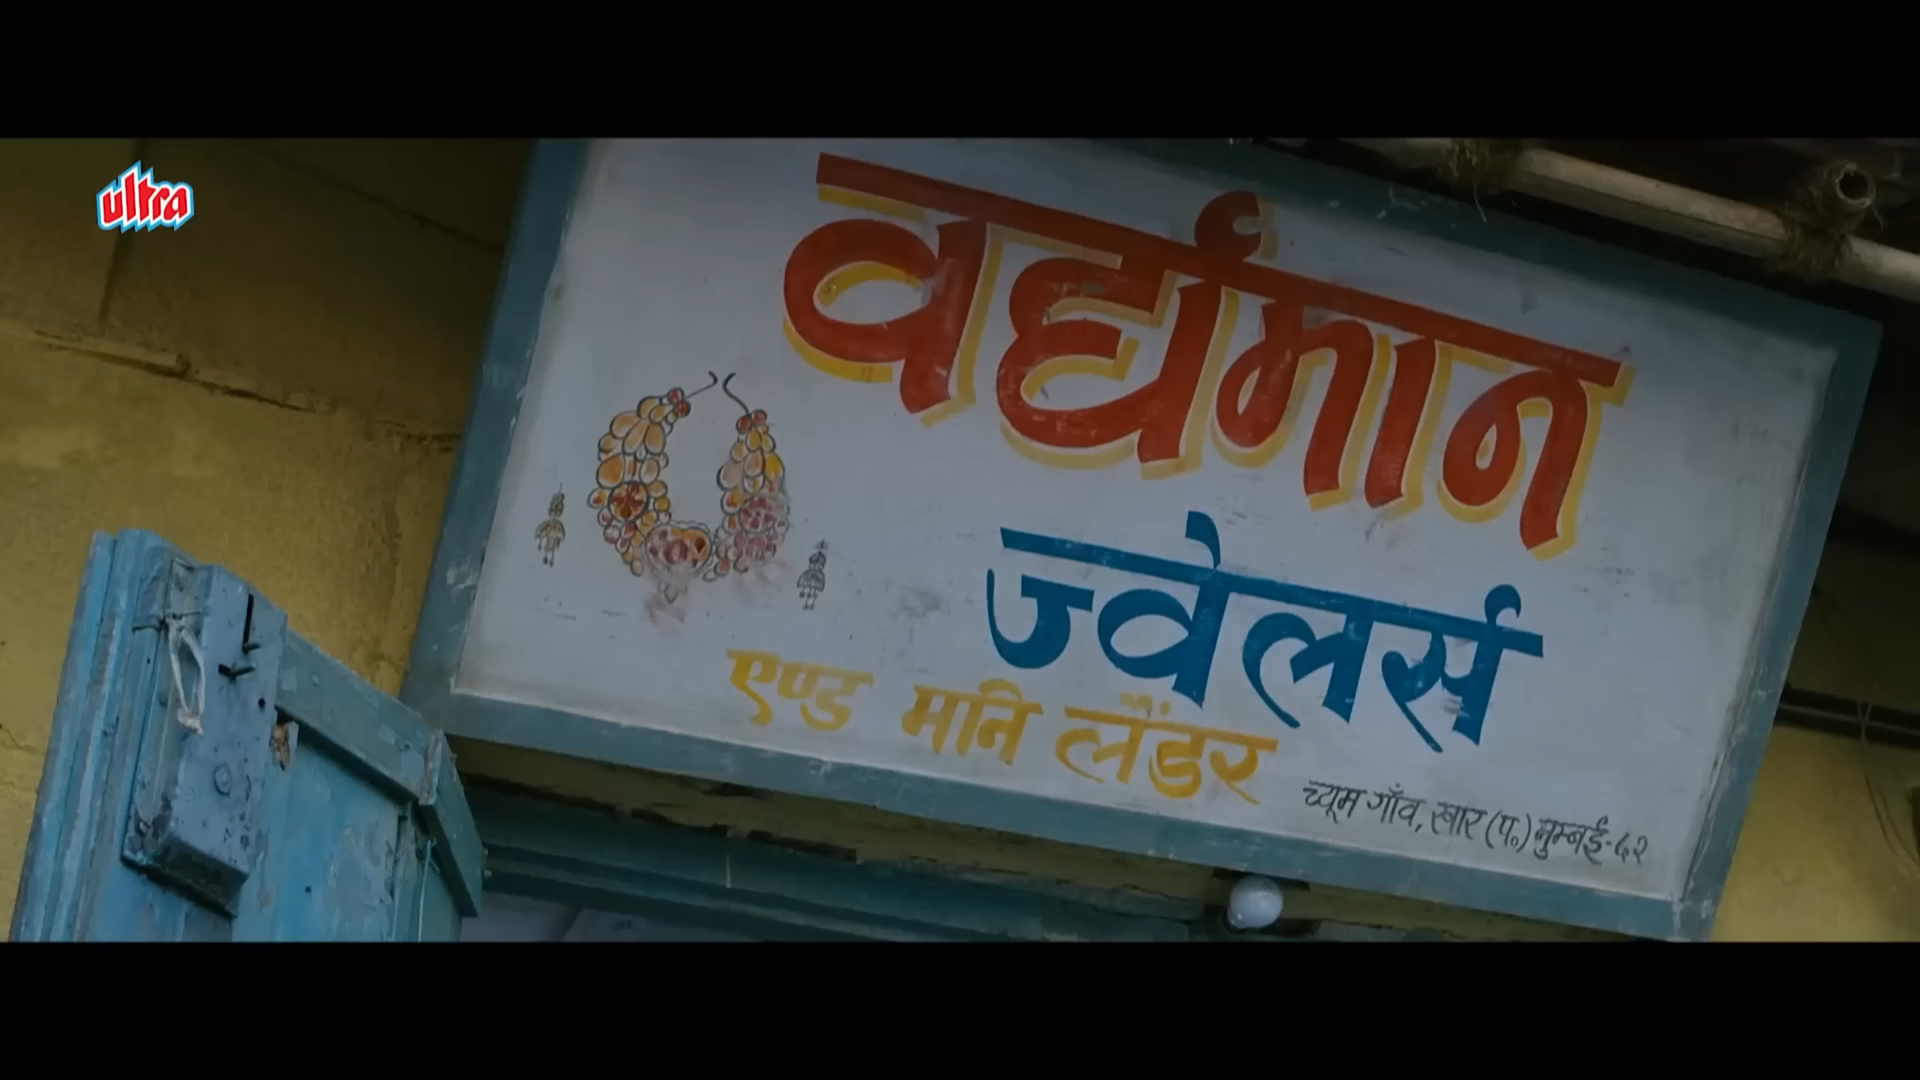 ultra
वर्द्धमान
ज्वेलर्स
एण्ड मनि लैंडर
च्यूम गाँव, खार (प॰) मुम्बई-५२